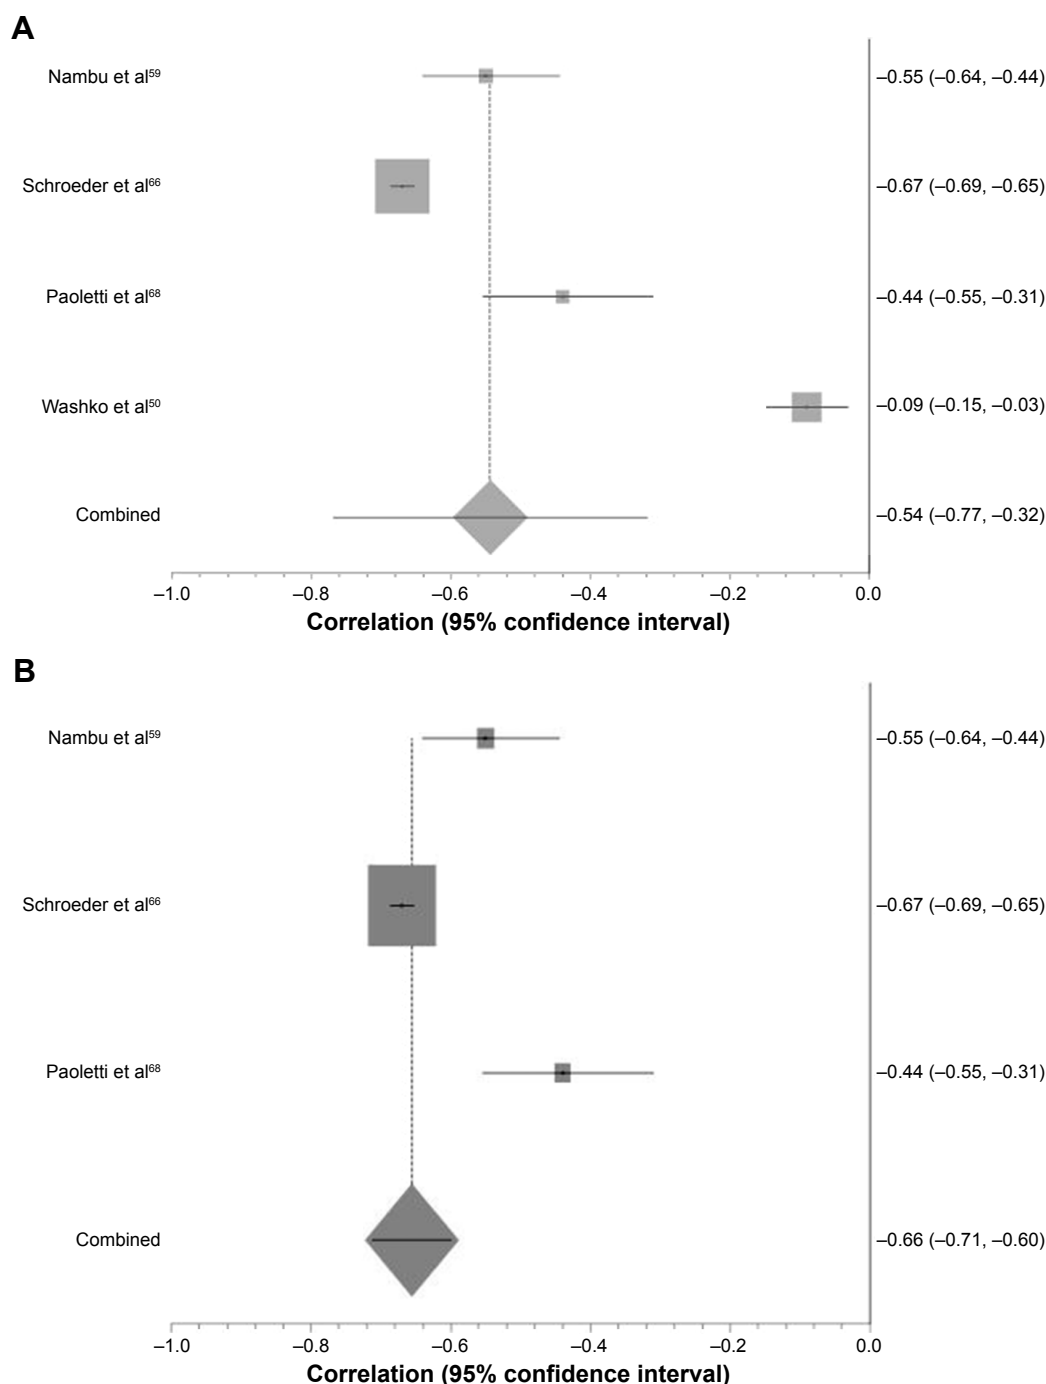 A
Nambu et al⁵⁹ –0.55 (–0.64, –0.44)
Schroeder et al⁶⁶ –0.67 (–0.69, –0.65)
Paoletti et al⁶⁸ –0.44 (–0.55, –0.31)
Washko et al⁵⁰ –0.09 (–0.15, –0.03)
Combined –0.54 (–0.77, –0.32)
–1.0 –0.8 –0.6 –0.4 –0.2 0.0
Correlation (95% confidence interval)
B
Nambu et al⁵⁹ –0.55 (–0.64, –0.44)
Schroeder et al⁶⁶ –0.67 (–0.69, –0.65)
Paoletti et al⁶⁸ –0.44 (–0.55, –0.31)
Combined –0.66 (–0.71, –0.60)
–1.0 –0.8 –0.6 –0.4 –0.2 0.0
Correlation (95% confidence interval)